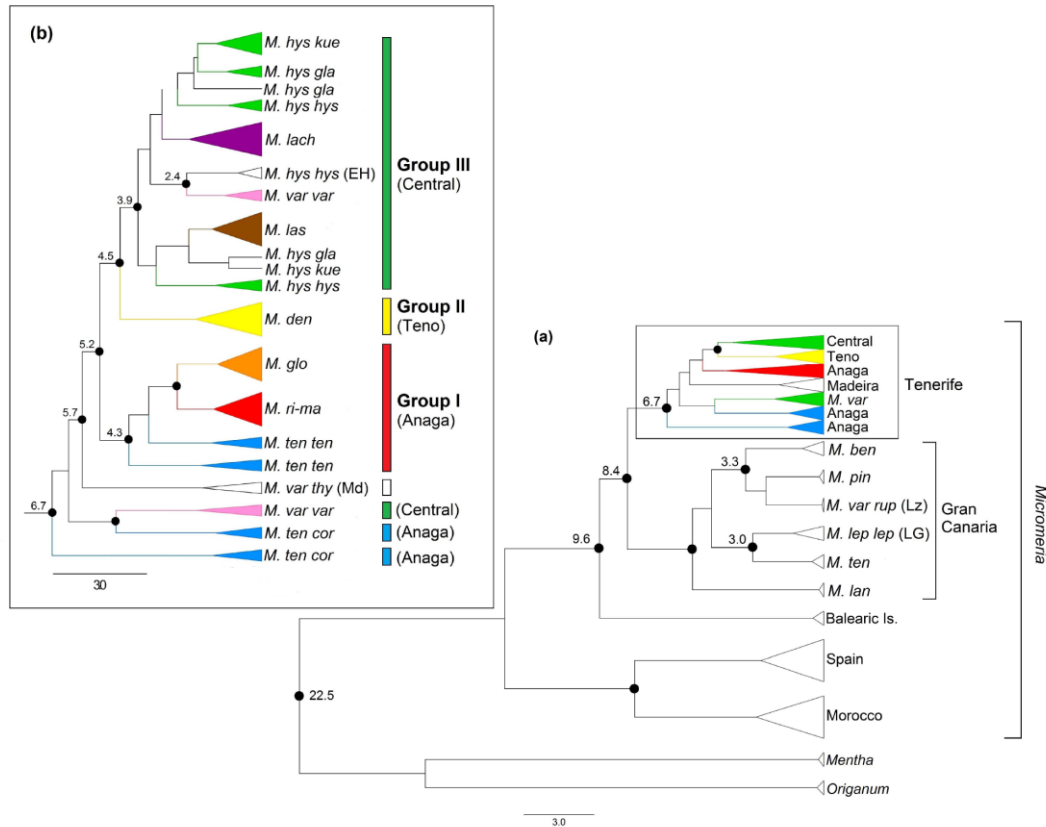 (b)
M. hys kue
M. hys gla
M. hys gla
M. hys hys
M. lach
M. hys hys (EH)
2.4
M. var var
3.9
M. las
M. hys gla
M. hys kue
M. hys hys
4.5
M. den
5.2
M. glo
M. ri-ma
4.3
M. ten ten
M. ten ten
5.7
M. var thy (Md)
M. var var
6.7
M. ten cor
M. ten cor
30
Group III
(Central)
Group II
(Teno)
Group I
(Anaga)
(Central)
(Anaga)
(Anaga)
(a)
Central
Teno
Anaga
Madeira
M. var
Anaga
Anaga
6.7
Tenerife
8.4
M. ben
3.3
M. pin
M. var rup (Lz)
M. lep lep (LG)
3.0
M. ten
M. lan
Gran
Canaria
9.6
Balearic Is.
Spain
Morocco
Micromeria
22.5
Mentha
Origanum
3.0